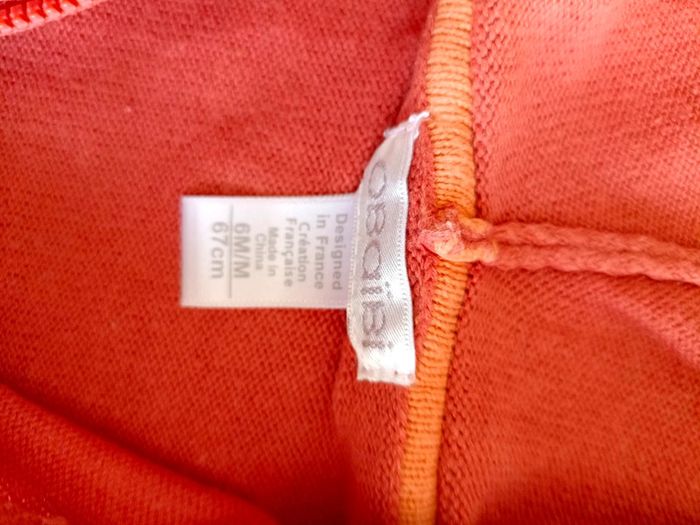 OBaïBi
Designed
in France
Création
Française
Made in
China
6M/M
67cm